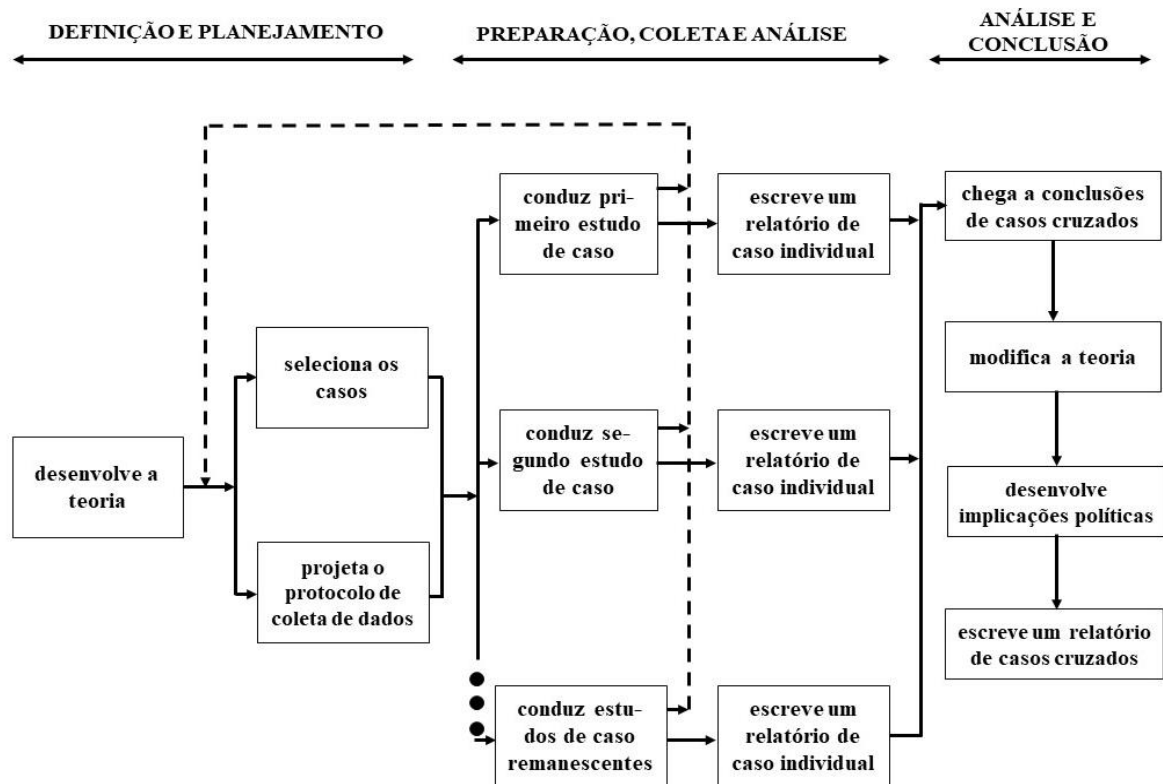 DEFINIÇÃO E PLANEJAMENTO
PREPARAÇÃO, COLETA E ANÁLISE
ANÁLISE E
CONCLUSÃO
desenvolve a
teoria
seleciona os
casos
projeta o
protocolo de
coleta de dados
conduz pri-
meiro estudo
de caso
escreve um
relatório de
caso individual
conduz se-
gundo estudo
de caso
escreve um
relatório de
caso individual
conduz estu-
dos de caso
remanescentes
escreve um
relatório de
caso individual
chega a conclusões
de casos cruzados
modifica a teoria
desenvolve
implicações políticas
escreve um relatório
de casos cruzados